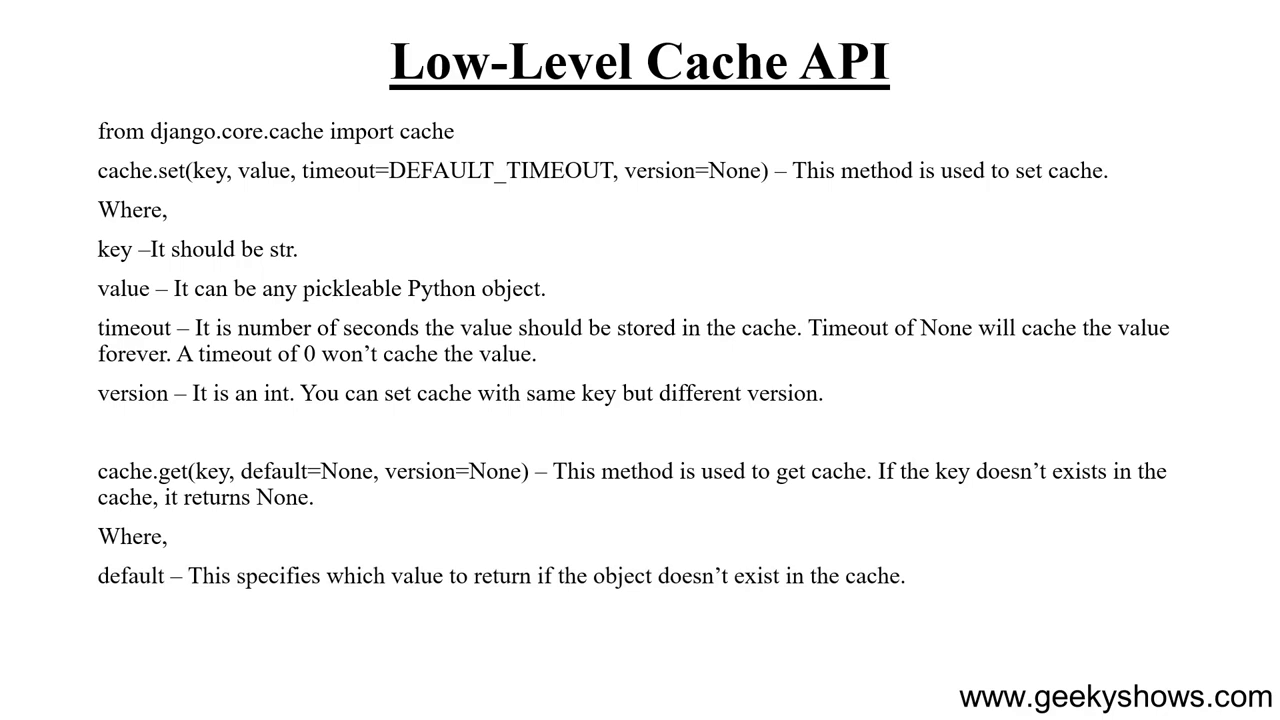 Low-Level Cache API
from django.core.cache import cache
cache.set(key, value, timeout=DEFAULT_TIMEOUT, version=None) – This method is used to set cache.
Where,
key –It should be str.
value – It can be any pickleable Python object.
timeout – It is number of seconds the value should be stored in the cache. Timeout of None will cache the value
forever. A timeout of 0 won’t cache the value.
version – It is an int. You can set cache with same key but different version.
cache.get(key, default=None, version=None) – This method is used to get cache. If the key doesn’t exists in the
cache, it returns None.
Where,
default – This specifies which value to return if the object doesn’t exist in the cache.
www.geekyshows.com